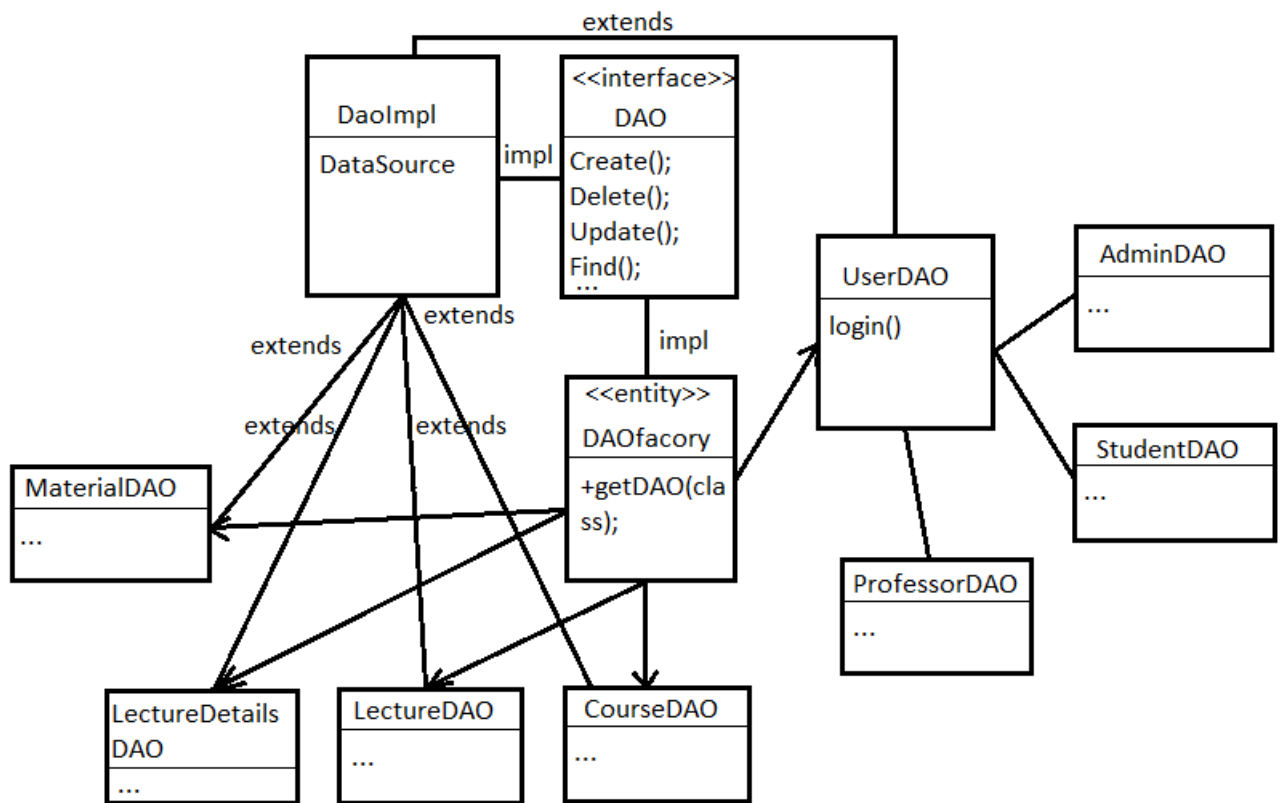 extends
DaoImpl
DataSource
impl
<<interface>>
DAO
Create();
Delete();
Update();
Find();
...
extends
extends
extends
extends
impl
<<entity>>
DAOfacory
+getDAO(cla
ss);
UserDAO
login()
AdminDAO
...
StudentDAO
...
ProfessorDAO
...
MaterialDAO
...
LectureDetails
DAO
...
LectureDAO
...
CourseDAO
...